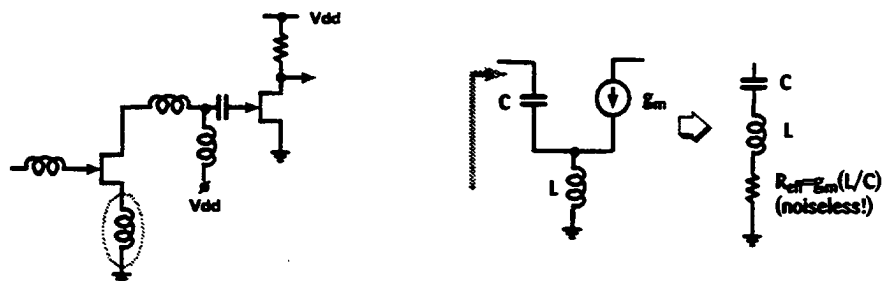 Vdd
Vdd
C
gm
L
C
L
Reff=gm(L/C)
(noiseless!)